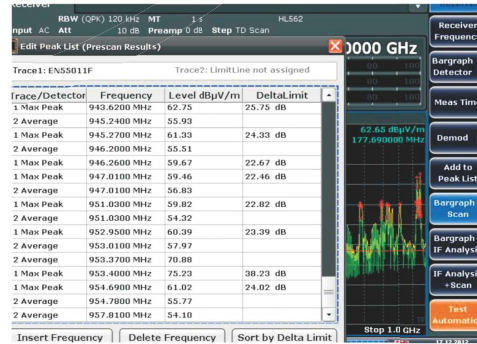 Receiver
RBW (QPK) 120 kHz MT 1 s HL562
nput AC Att 10 dB Preamp 0 dB Step TD Scan
Edit Peak List (Prescan Results)
0000 GHz
Trace1: EN55011F Trace2: LimitLine not assigned
Trace/Detector Frequency Level dBµV/m DeltaLimit
1 Max Peak 943.6200 MHz 62.75 25.75 dB
2 Average 945.2400 MHz 55.93
1 Max Peak 945.2700 MHz 61.33 24.33 dB
2 Average 946.2000 MHz 55.51
1 Max Peak 946.2600 MHz 59.67 22.67 dB
1 Max Peak 947.0100 MHz 59.46 22.46 dB
2 Average 947.0100 MHz 56.83
1 Max Peak 951.0300 MHz 59.82 22.82 dB
2 Average 951.0300 MHz 54.32
1 Max Peak 952.9500 MHz 60.39 23.39 dB
2 Average 953.0100 MHz 57.97
2 Average 953.3700 MHz 70.88
1 Max Peak 953.4000 MHz 75.23 38.23 dB
1 Max Peak 954.6900 MHz 61.02 24.02 dB
2 Average 954.7800 MHz 55.77
2 Average 957.8100 MHz 54.10
Insert Frequency Delete Frequency Sort by Delta Limit
80 100
62.65 dBµV/m
177.690000 MHz
Stop 1.0 GHz
17.12.2012
Receiver
Frequenc
Bargraph
Detector
Meas Tim
Demod
Add to
Peak List
Bargraph
Scan
Bargraph
IF Analysi
IF Analysi
+Scan
Test
Automatio